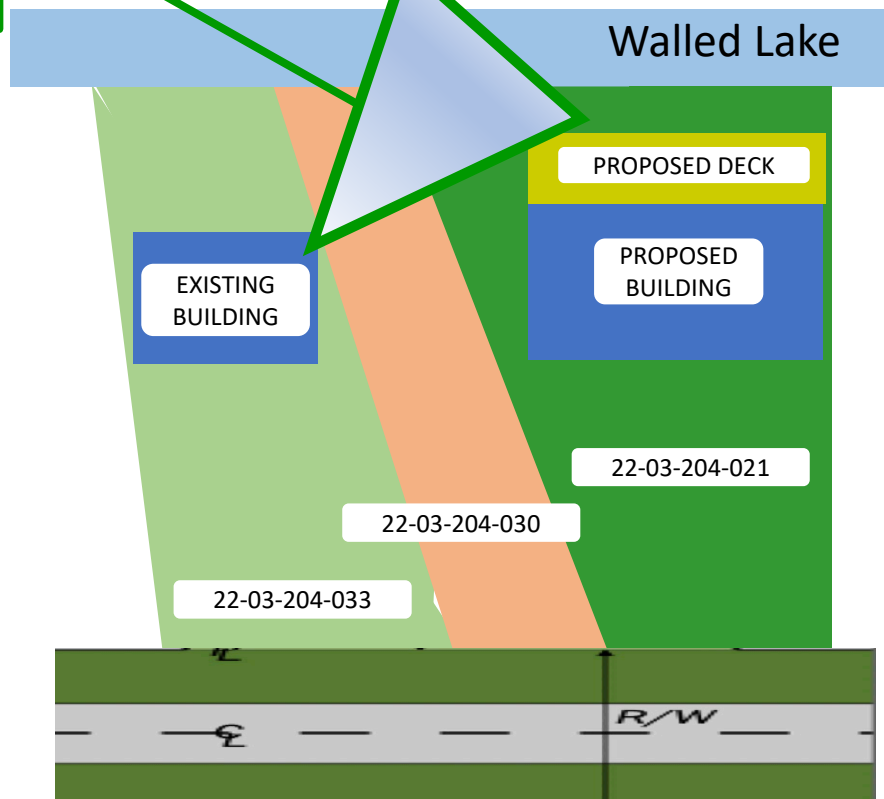 Walled Lake
PROPOSED DECK
PROPOSED
BUILDING
EXISTING
BUILDING
22-03-204-021
22-03-204-030
22-03-204-033
R/W
℄